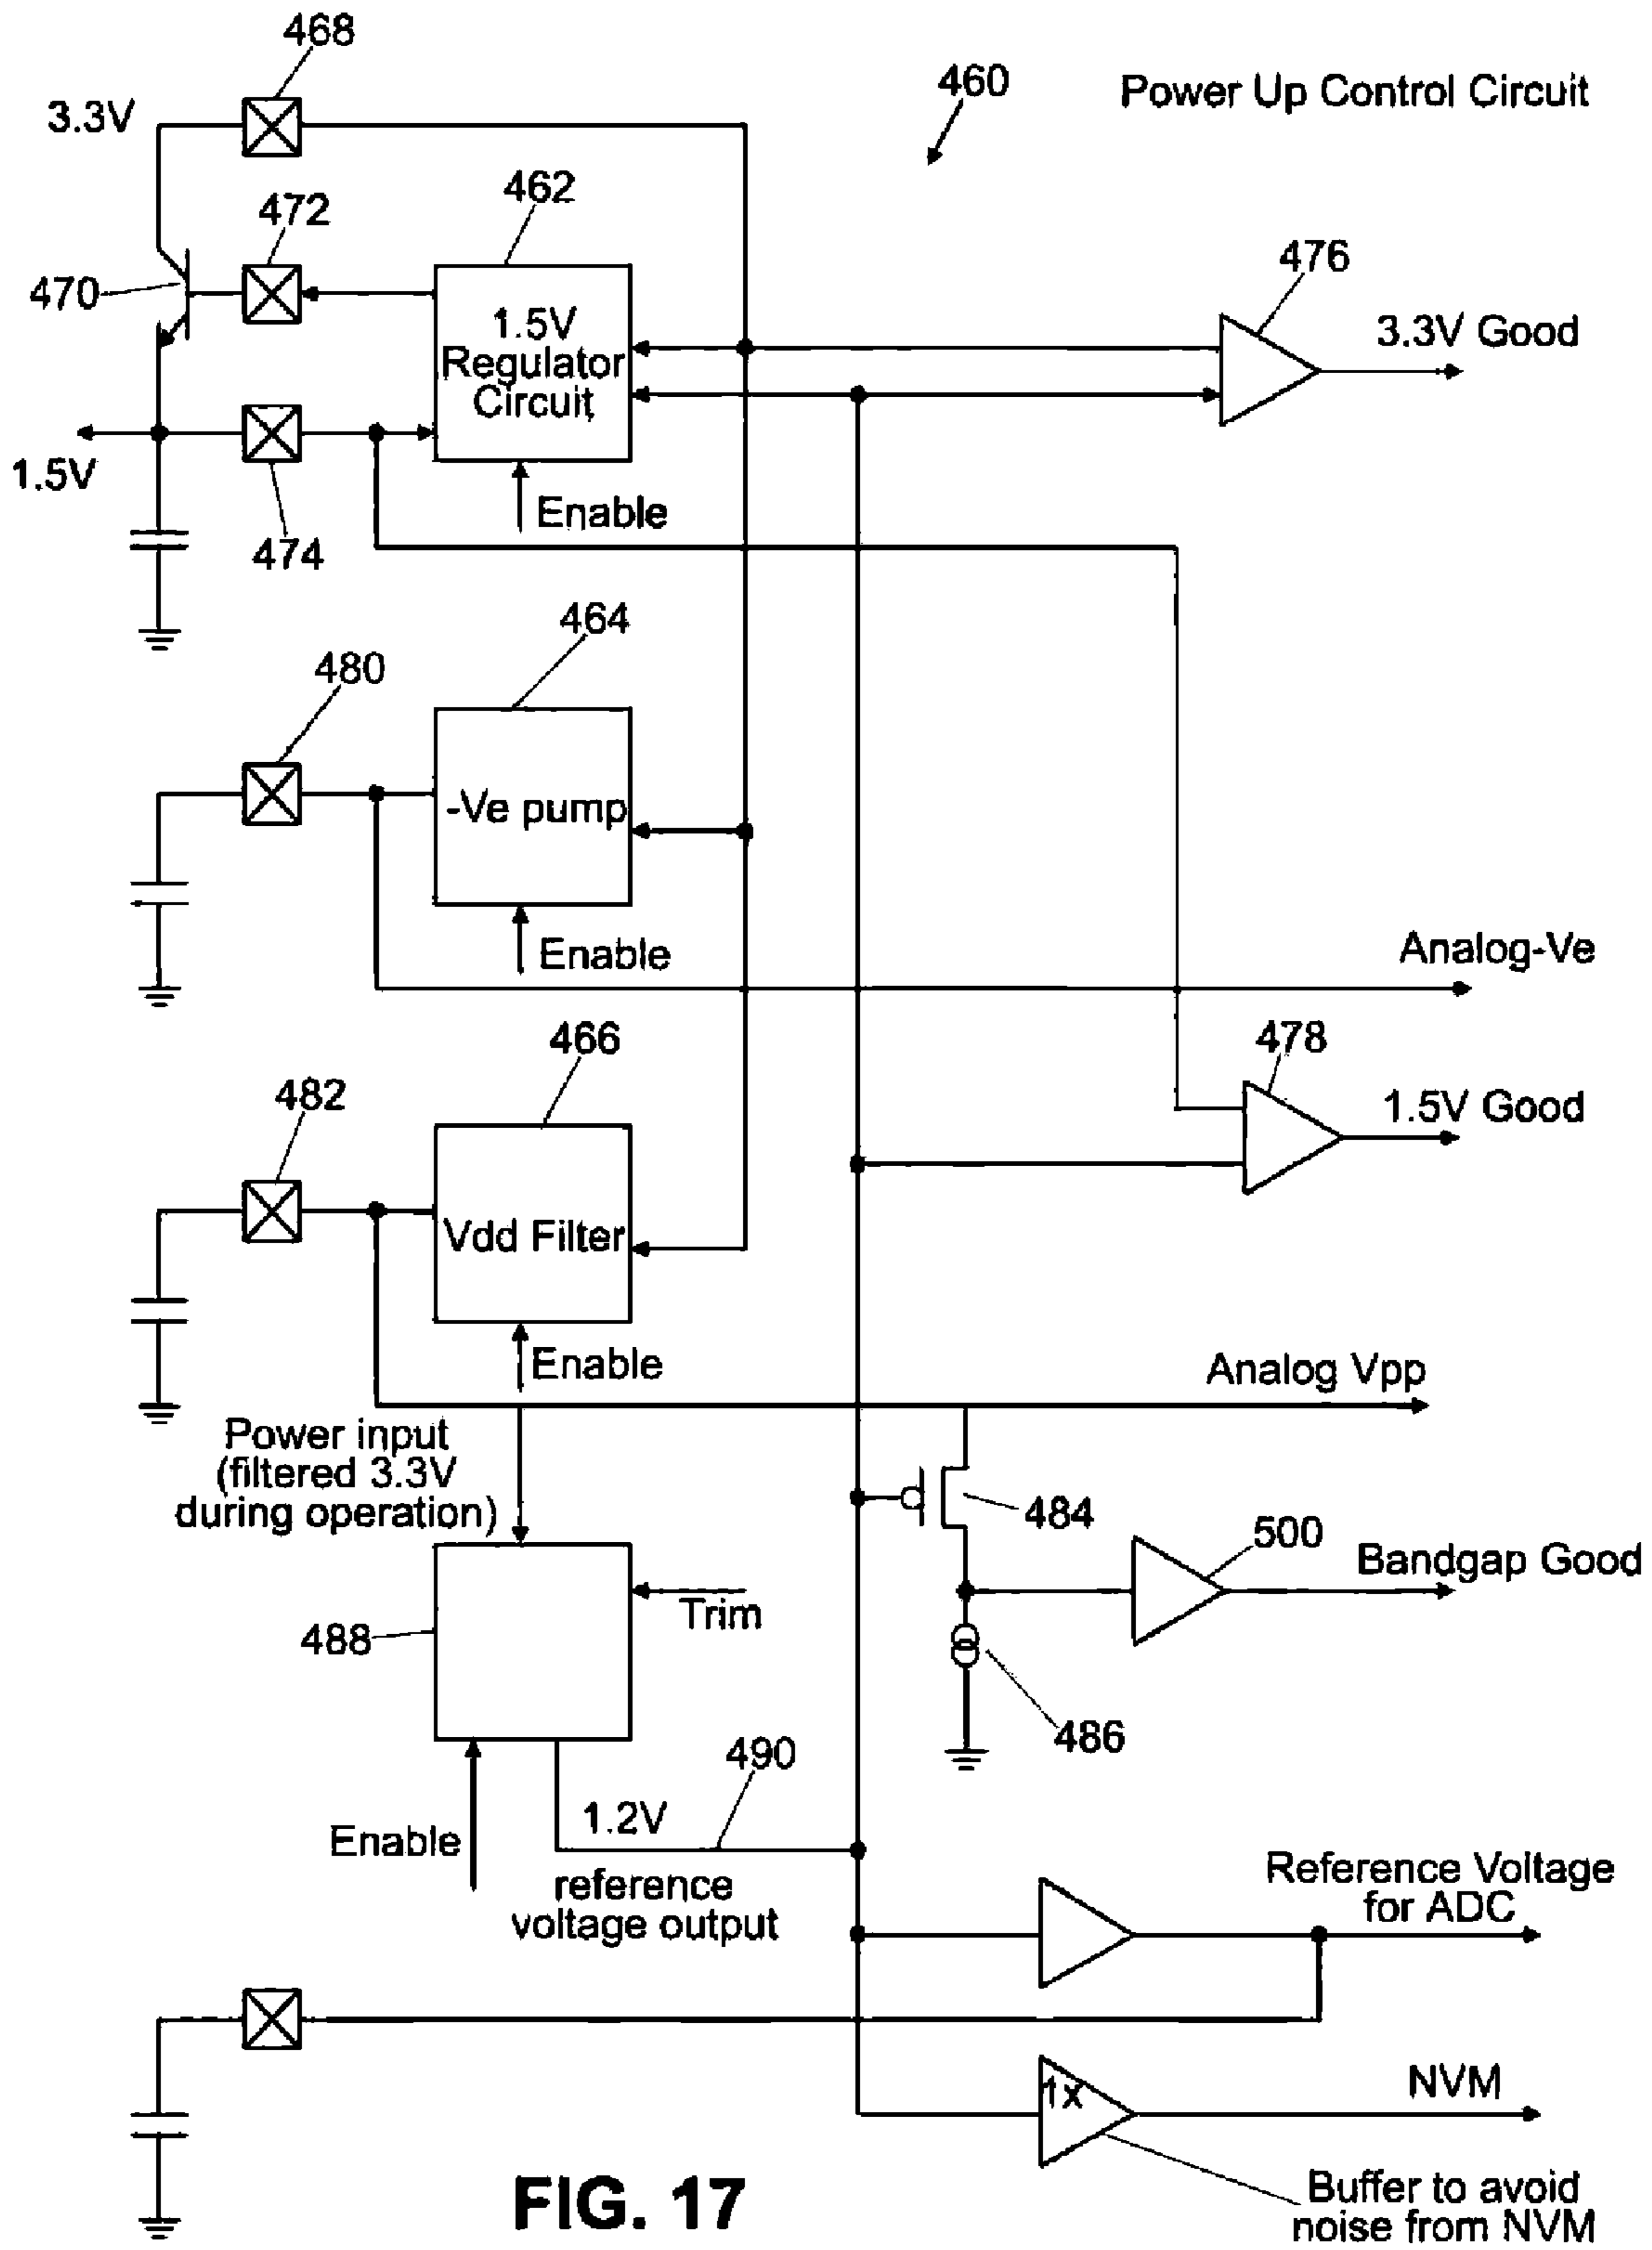 468
460
Power Up Control Circuit
3.3V
472
462
470
476
1.5V
Regulator
Circuit
3.3V Good
1.5V
474
Enable
464
480
-Ve pump
Enable
Analog-Ve
466
478
482
1.5V Good
Vdd Filter
Enable
Analog Vpp
Power input
(filtered 3.3V
during operation)
484
500
Bandgap Good
Trim
488
486
490
1.2V
Enable
reference
voltage output
Reference Voltage
for ADC
NVM
1x
Buffer to avoid
noise from NVM
FIG. 17